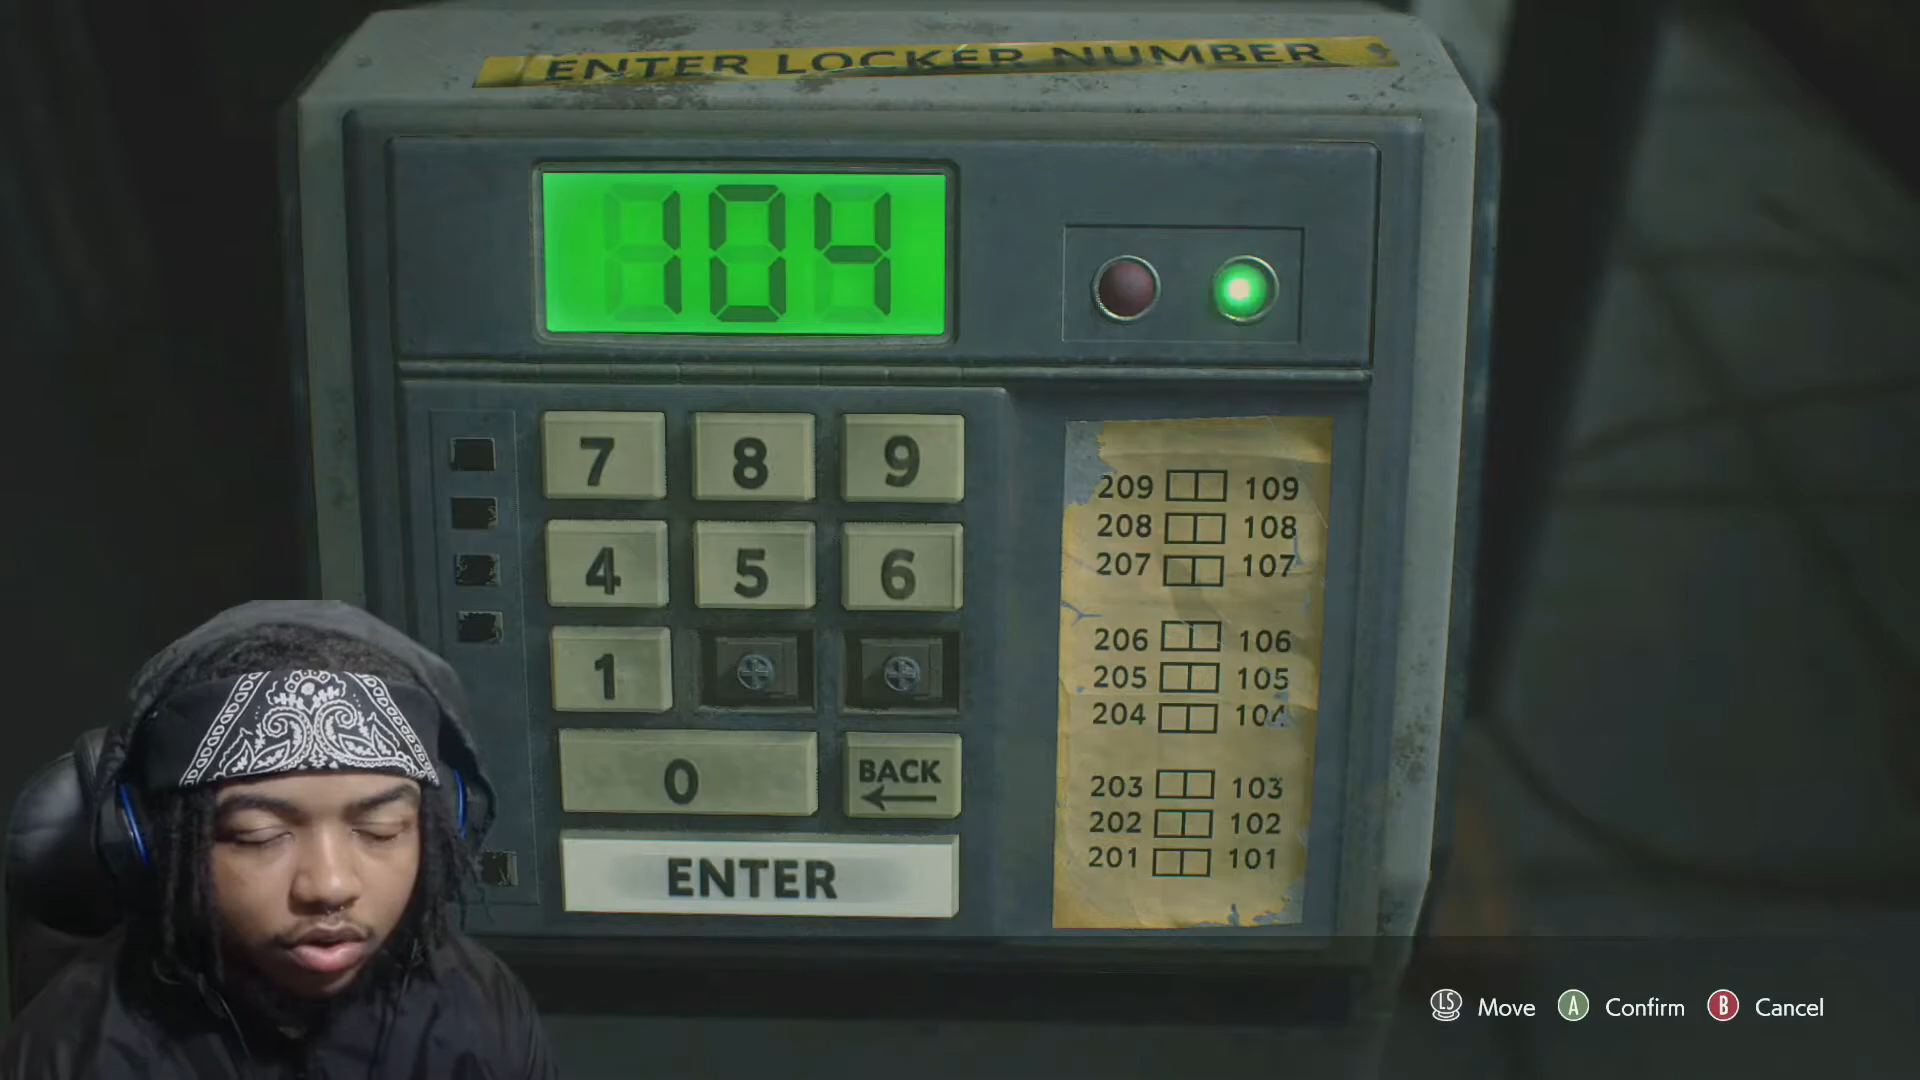 ENTER LOCKER NUMBER
104
7 8 9
4 5 6
1
0 BACK
ENTER
209 109
208 108
207 107
206 106
205 105
204 104
203 103
202 102
201 101
LS Move A Confirm B Cancel